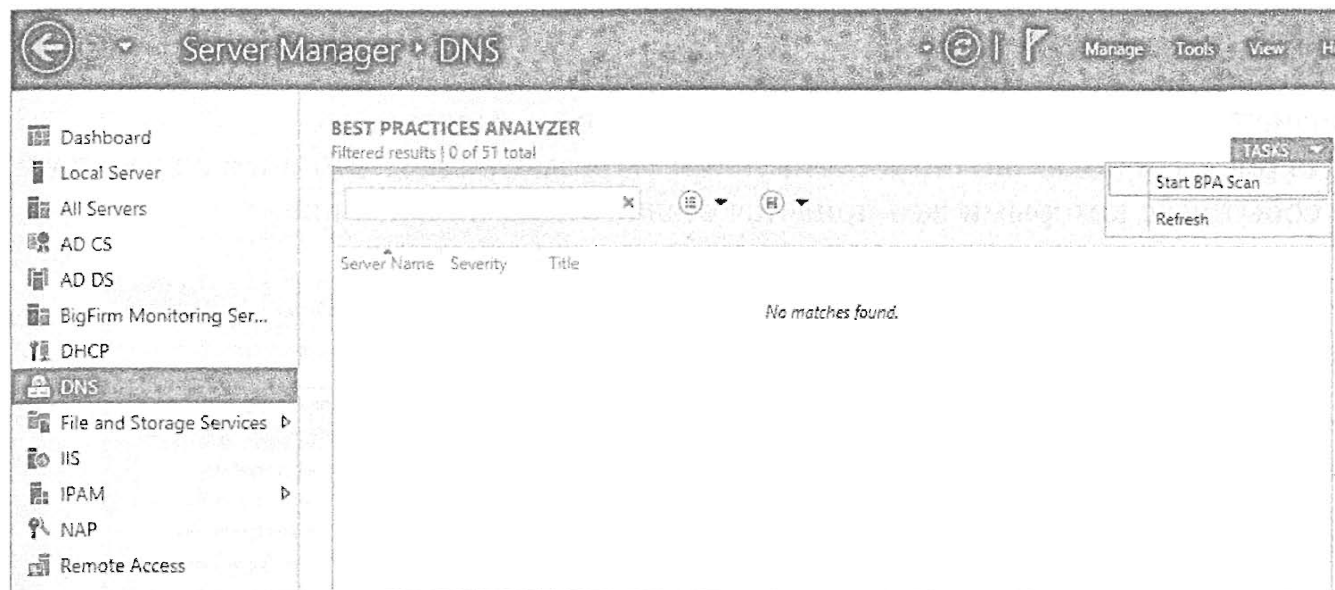 Server Manager ‣ DNS
Manage Tools View H
Dashboard
Local Server
All Servers
AD CS
AD DS
BigFirm Monitoring Ser...
DHCP
DNS
File and Storage Services
IIS
IPAM
NAP
Remote Access
BEST PRACTICES ANALYZER
Filtered results | 0 of 51 total
TASKS
Start BPA Scan
Refresh
Server Name Severity Title
No matches found.